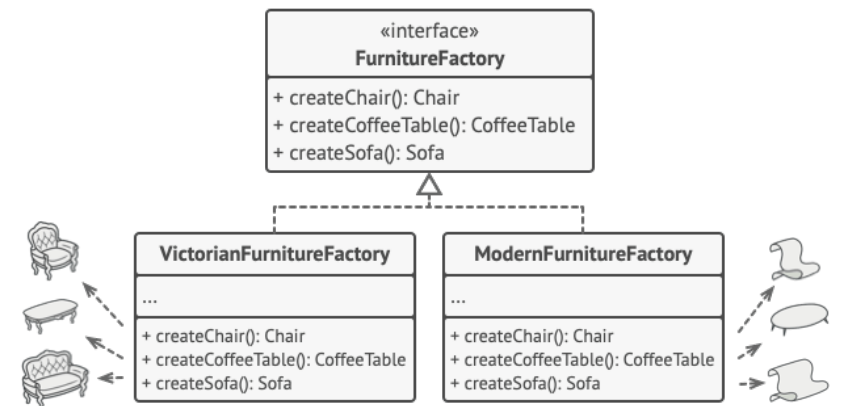 «interface»
FurnitureFactory
+ createChair(): Chair
+ createCoffeeTable(): CoffeeTable
+ createSofa(): Sofa
VictorianFurnitureFactory
...
+ createChair(): Chair
+ createCoffeeTable(): CoffeeTable
+ createSofa(): Sofa
ModernFurnitureFactory
...
+ createChair(): Chair
+ createCoffeeTable(): CoffeeTable
+ createSofa(): Sofa